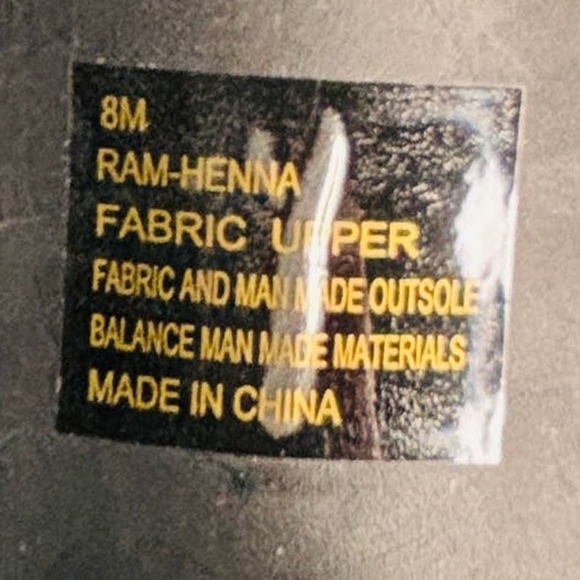 8M
RAM-HENNA
FABRIC UPPER
FABRIC AND MAN MADE OUTSOLE
BALANCE MAN MADE MATERIALS
MADE IN CHINA